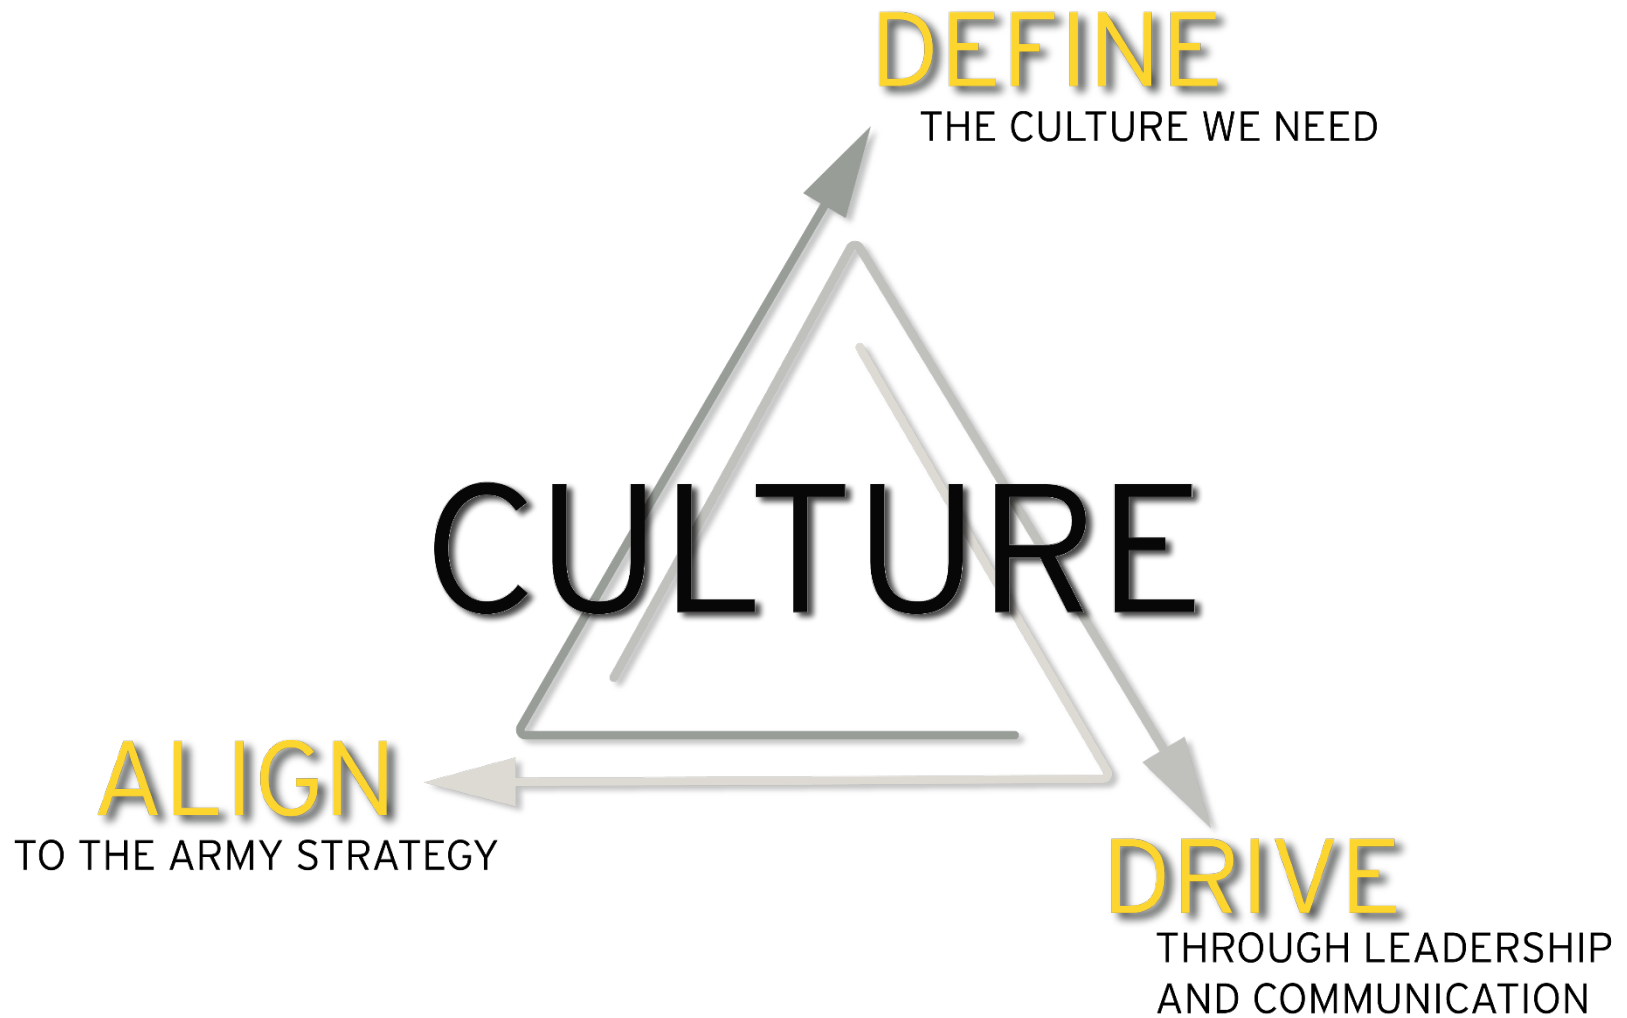 DEFINE
THE CULTURE WE NEED
CULTURE
ALIGN
TO THE ARMY STRATEGY
DRIVE
THROUGH LEADERSHIP
AND COMMUNICATION